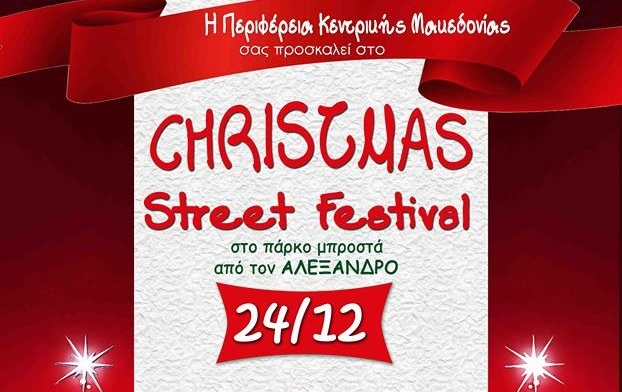 Η Περιφέρεια Κεντρικής Μακεδονίας
σας προσκαλεί στο
CHRISTMAS
Street Festival
στο πάρκο μπροστά
από τον ΑΛΕΞΑΝΔΡΟ
24/12